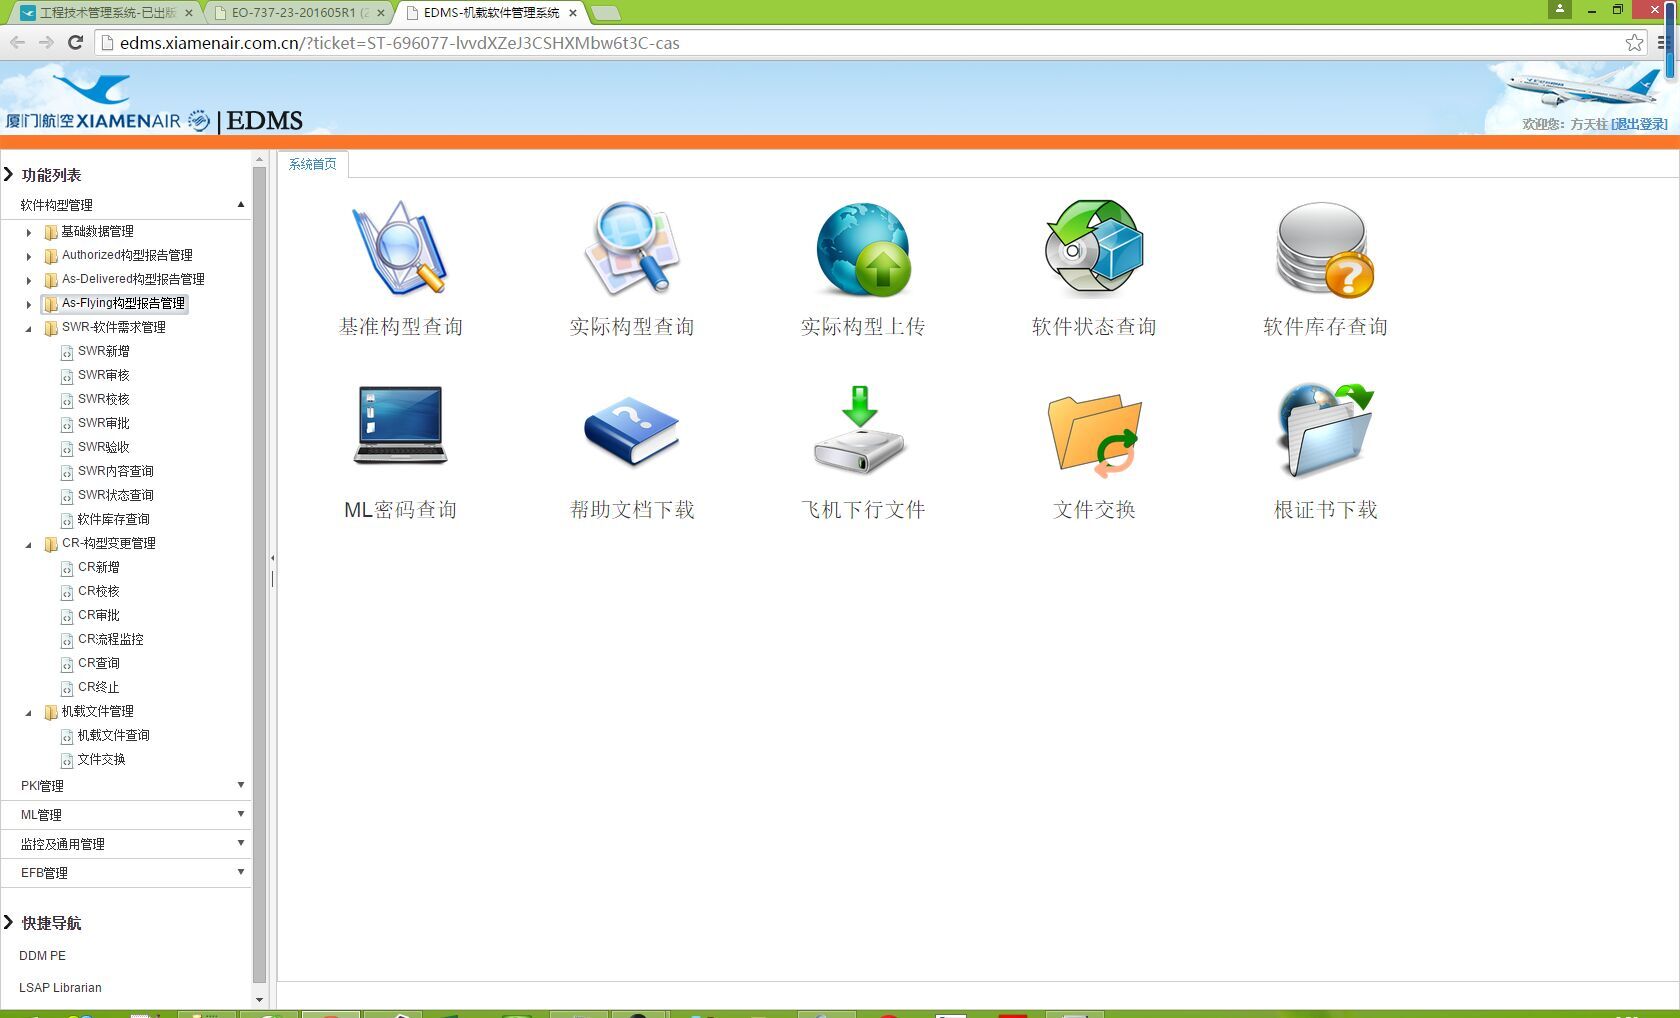 工程技术管理系统-已出版
EO-737-23-201605R1 (2
EDMS-机载软件管理系统
edms.xiamenair.com.cn/?ticket=ST-696077-lvvdXZeJ3CSHXMbw6t3C-cas
厦门航空 XIAMENAIR | EDMS
欢迎您：方天柱 [退出登录]
功能列表
软件构型管理
基础数据管理
Authorized构型报告管理
As-Delivered构型报告管理
As-Flying构型报告管理
SWR-软件需求管理
SWR新增
SWR审核
SWR校核
SWR审批
SWR验收
SWR内容查询
SWR状态查询
软件库存查询
CR-构型变更管理
CR新增
CR校核
CR审批
CR流程监控
CR查询
CR终止
机载文件管理
机载文件查询
文件交换
PKI管理
ML管理
监控及通用管理
EFB管理
快捷导航
DDM PE
LSAP Librarian
系统首页
基准构型查询
实际构型查询
实际构型上传
软件状态查询
软件库存查询
ML密码查询
帮助文档下载
飞机下行文件
文件交换
根证书下载